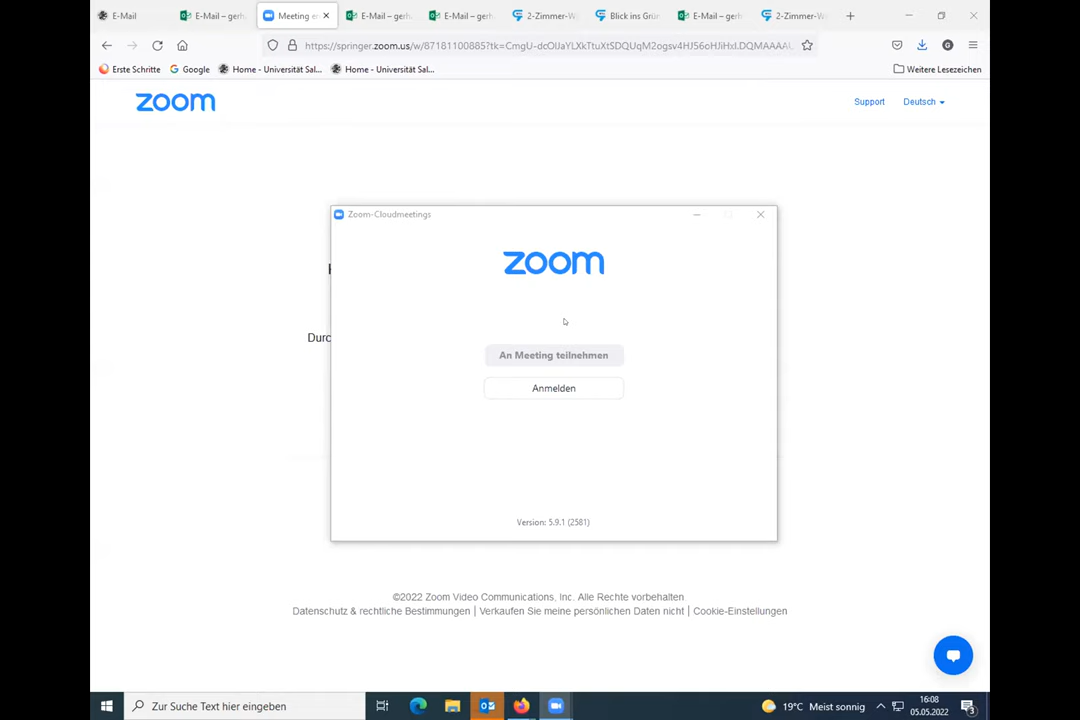 E-Mail
E-Mail – gerh
Meeting e
E-Mail – gerh
E-Mail – gerh
2-Zimmer-W
Blick ins Grün
E-Mail – gerh
2-Zimmer-W
Erste Schritte
Google
Home - Universität Sal...
Home - Universität Sal...
Weitere Lesezeichen
zoom
Support
Deutsch
Zoom-Cloudmeetings
zoom
Durc
An Meeting teilnehmen
Anmelden
Version: 5.9.1 (2581)
©2022 Zoom Video Communications, Inc. Alle Rechte vorbehalten.
Datenschutz & rechtliche Bestimmungen | Verkaufen Sie meine persönlichen Daten nicht | Cookie-Einstellungen
Zur Suche Text hier eingeben
19°C Meist sonnig
16:08
05.05.2022
3